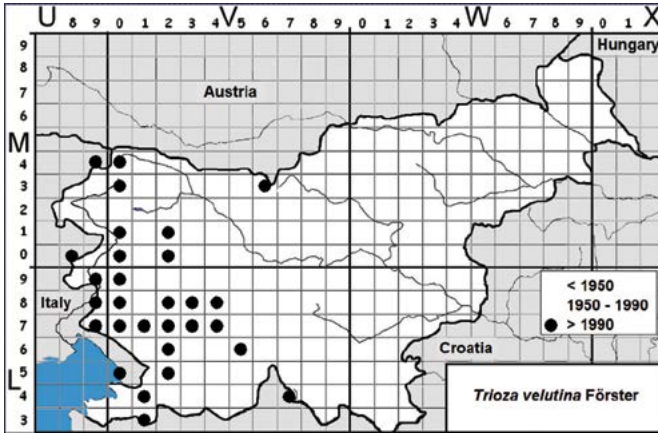 U V W X
8 9 0 1 2 3 4 5 6 7 8 9 0 1 2 3 4 5 6 7 8 9 0 1
9
8
7
6
M
4
3
2
1
0
9
8
7
6
L
5
4
3
Hungary
Austria
Italy
Croatia
< 1950
1950 - 1990
> 1990
Trioza velutina Förster